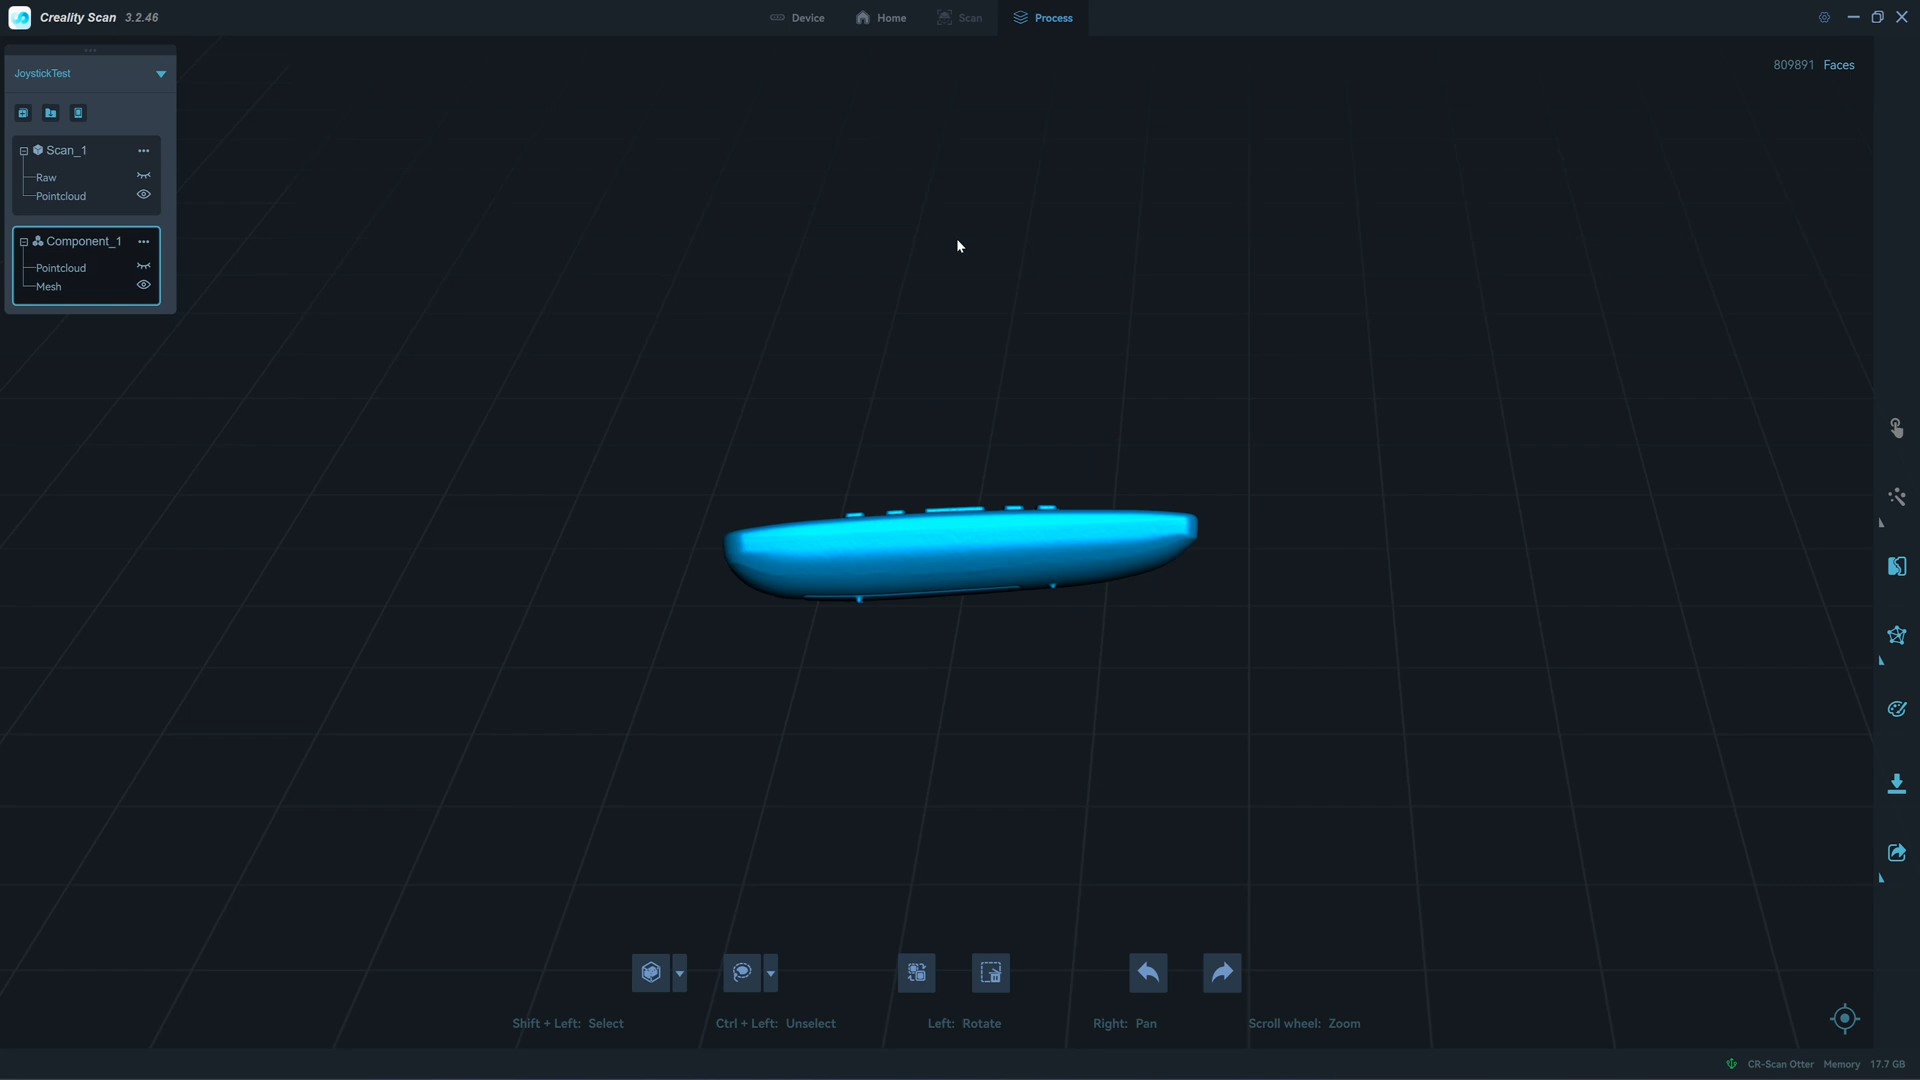 Creality Scan 3.2.46
Device
Home
Scan
Process
JoystickTest
809891 Faces
Scan_1
Raw
Pointcloud
Component_1
Pointcloud
Mesh
Shift + Left: Select
Ctrl + Left: Unselect
Left: Rotate
Right: Pan
Scroll wheel: Zoom
CR-Scan Otter Memory 17.7 GB